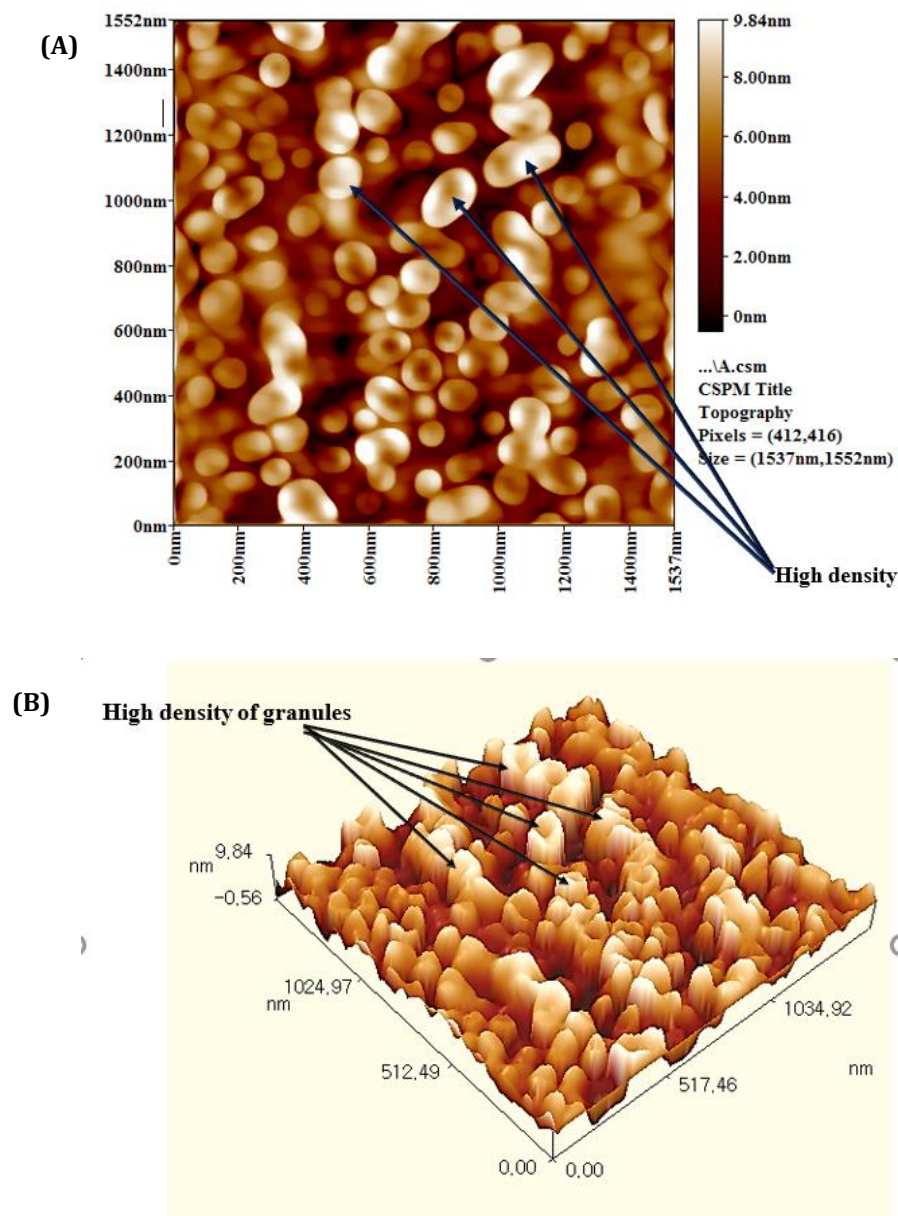 (A)
1552nm
1400nm
1200nm
1000nm
800nm
600nm
400nm
200nm
0nm
0nm
200nm
400nm
600nm
800nm
1000nm
1200nm
1400nm
1537nm
9.84nm
8.00nm
6.00nm
4.00nm
2.00nm
0nm
...\A.csm
CSPM Title
Topography
Pixels = (412,416)
Size = (1537nm,1552nm)
High density
(B)
High density of granules
9,84
nm
-0,56
1024,97
nm
512,49
0,00
0,00
517,46
1034,92
nm